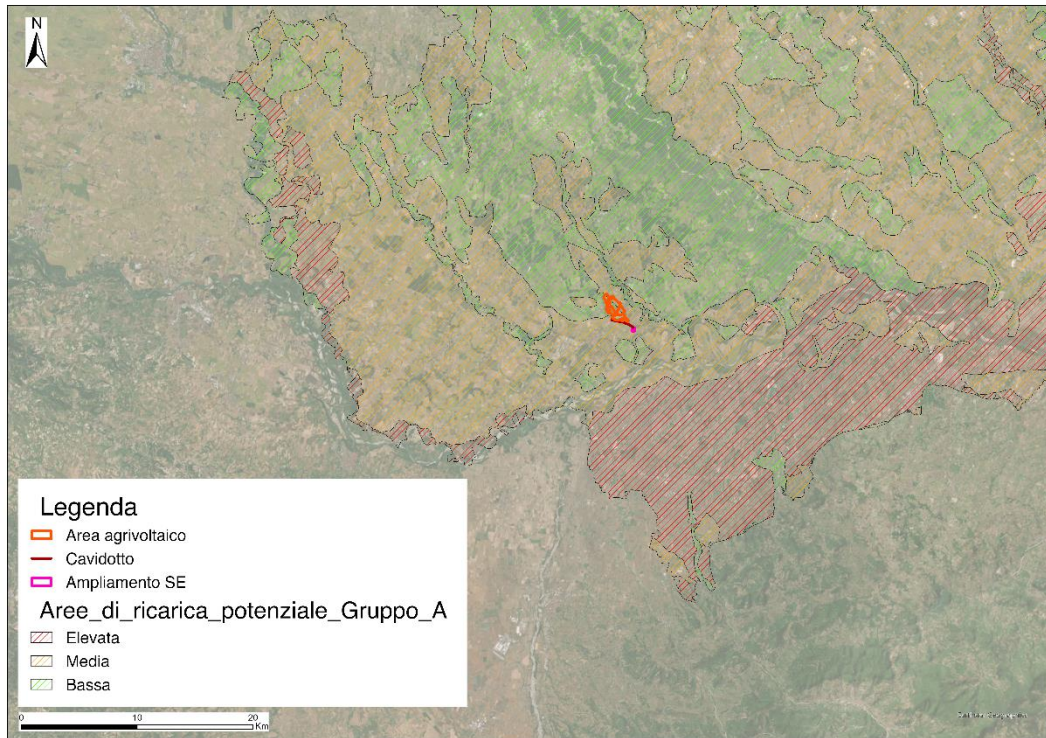 N
Legenda
Area agrivoltaico
Cavidotto
Ampliamento SE
Aree_di_ricarica_potenziale_Gruppo_A
Elevata
Media
Bassa
0 10 20
Km